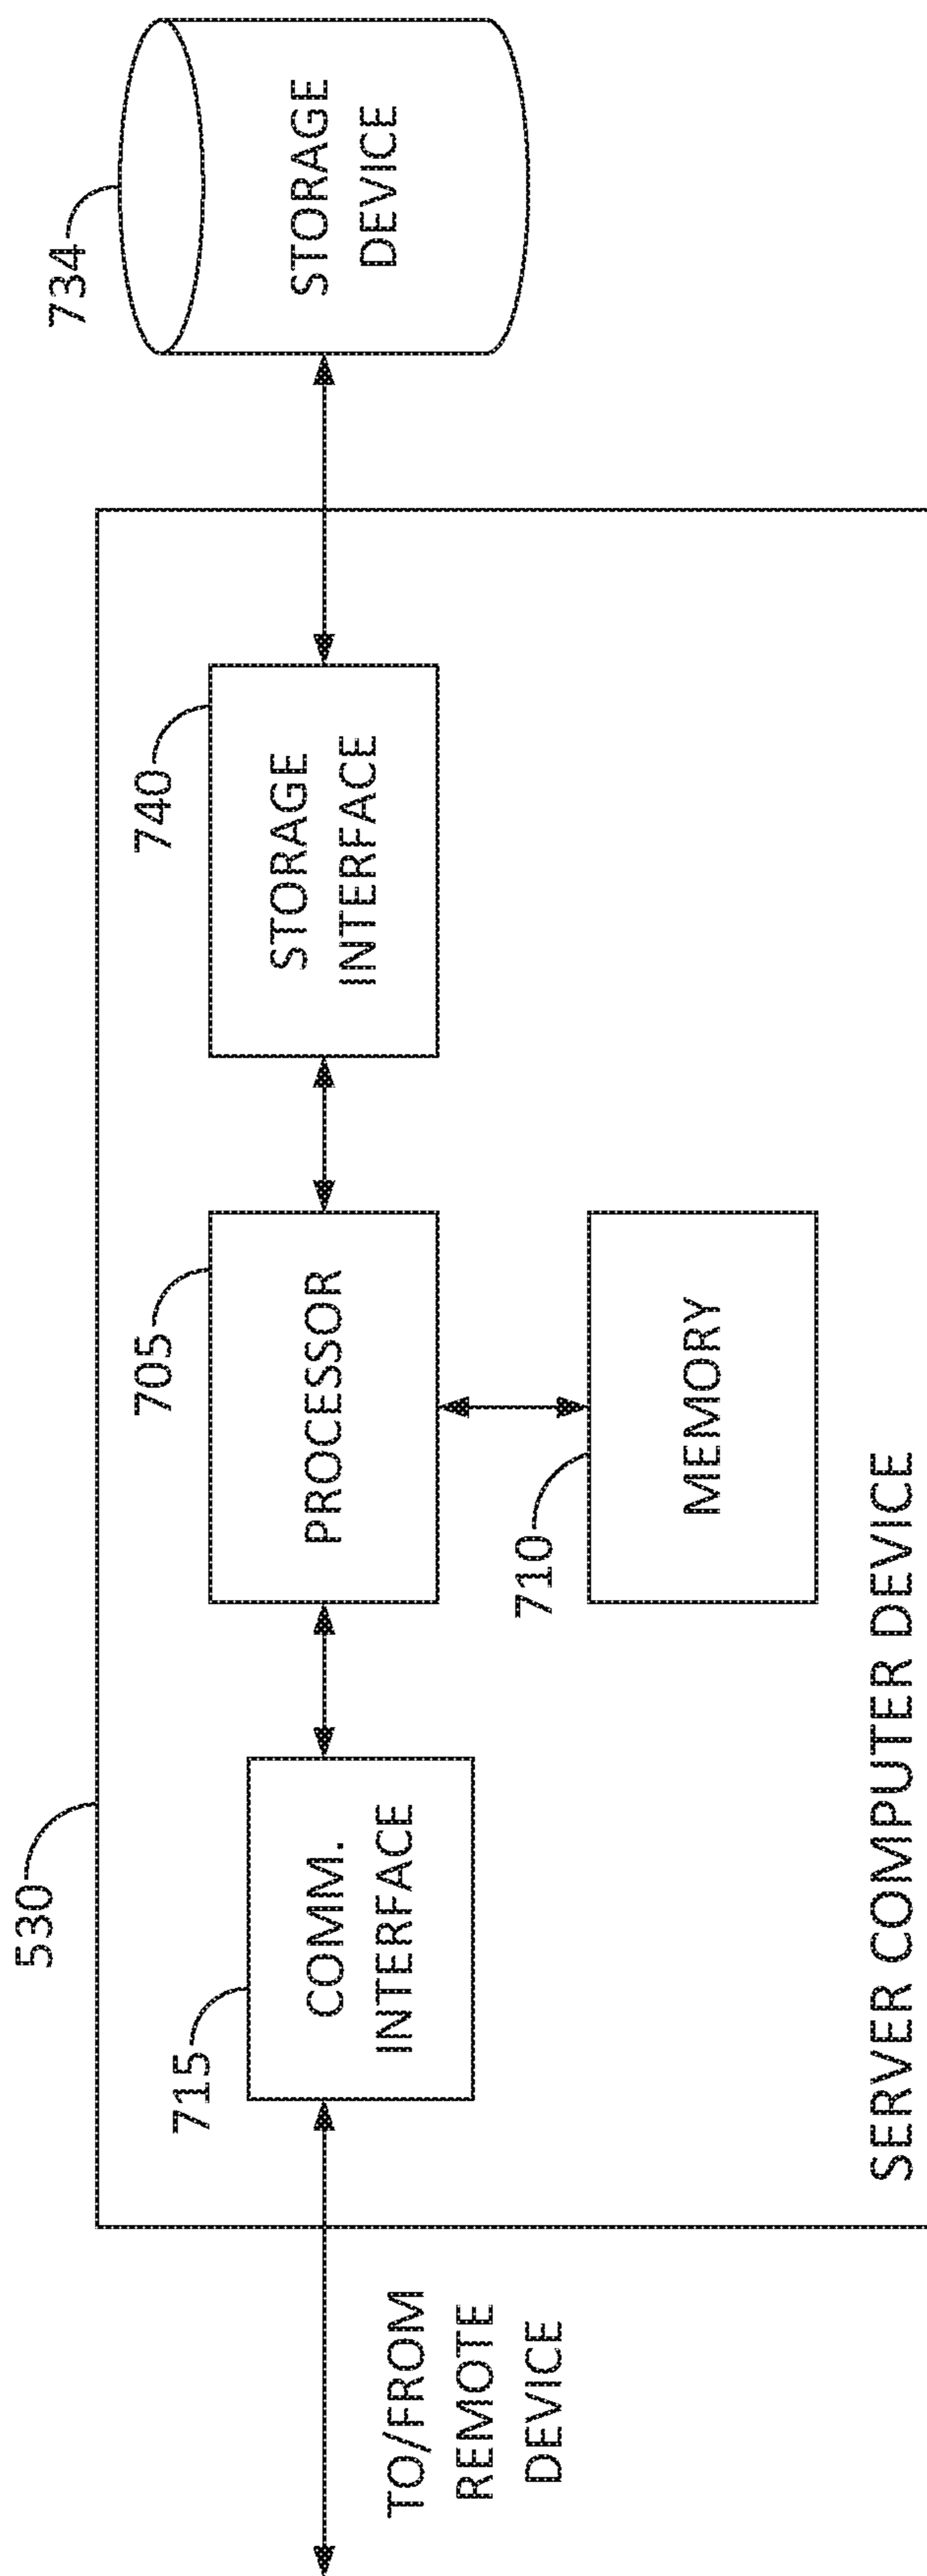 530
715
COMM.
INTERFACE
705
PROCESSOR
740
STORAGE
INTERFACE
734
STORAGE
DEVICE
TO/FROM
REMOTE
DEVICE
710
MEMORY
SERVER COMPUTER DEVICE